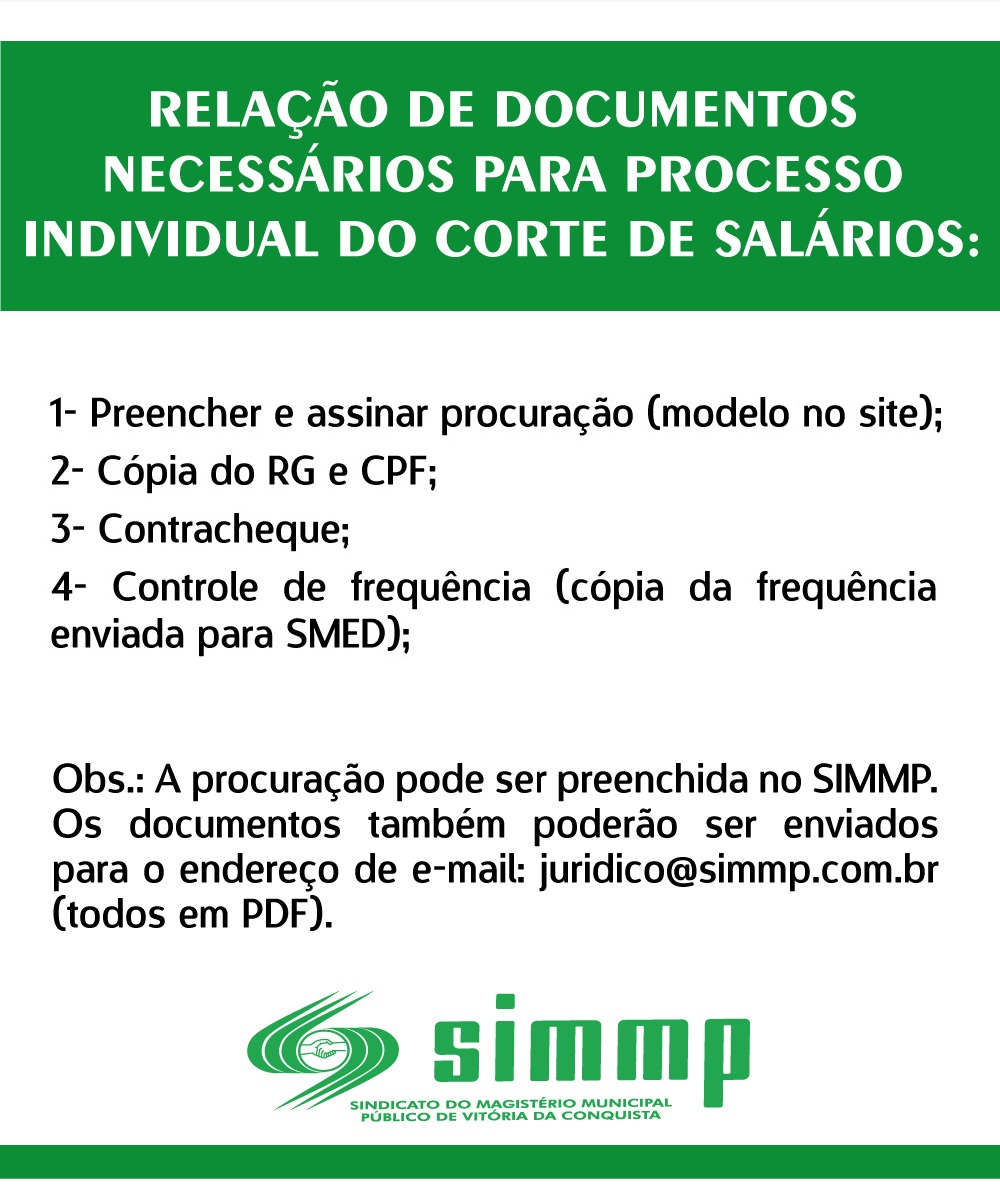 RELAÇÃO DE DOCUMENTOS
NECESSÁRIOS PARA PROCESSO
INDIVIDUAL DO CORTE DE SALÁRIOS:
1- Preencher e assinar procuração (modelo no site);
2- Cópia do RG e CPF;
3- Contracheque;
4- Controle de frequência (cópia da frequência
enviada para SMED);
Obs.: A procuração pode ser preenchida no SIMMP.
Os documentos também poderão ser enviados
para o endereço de e-mail: juridico@simmp.com.br
(todos em PDF).
simmp
SINDICATO DO MAGISTÉRIO MUNICIPAL
PÚBLICO DE VITÓRIA DA CONQUISTA